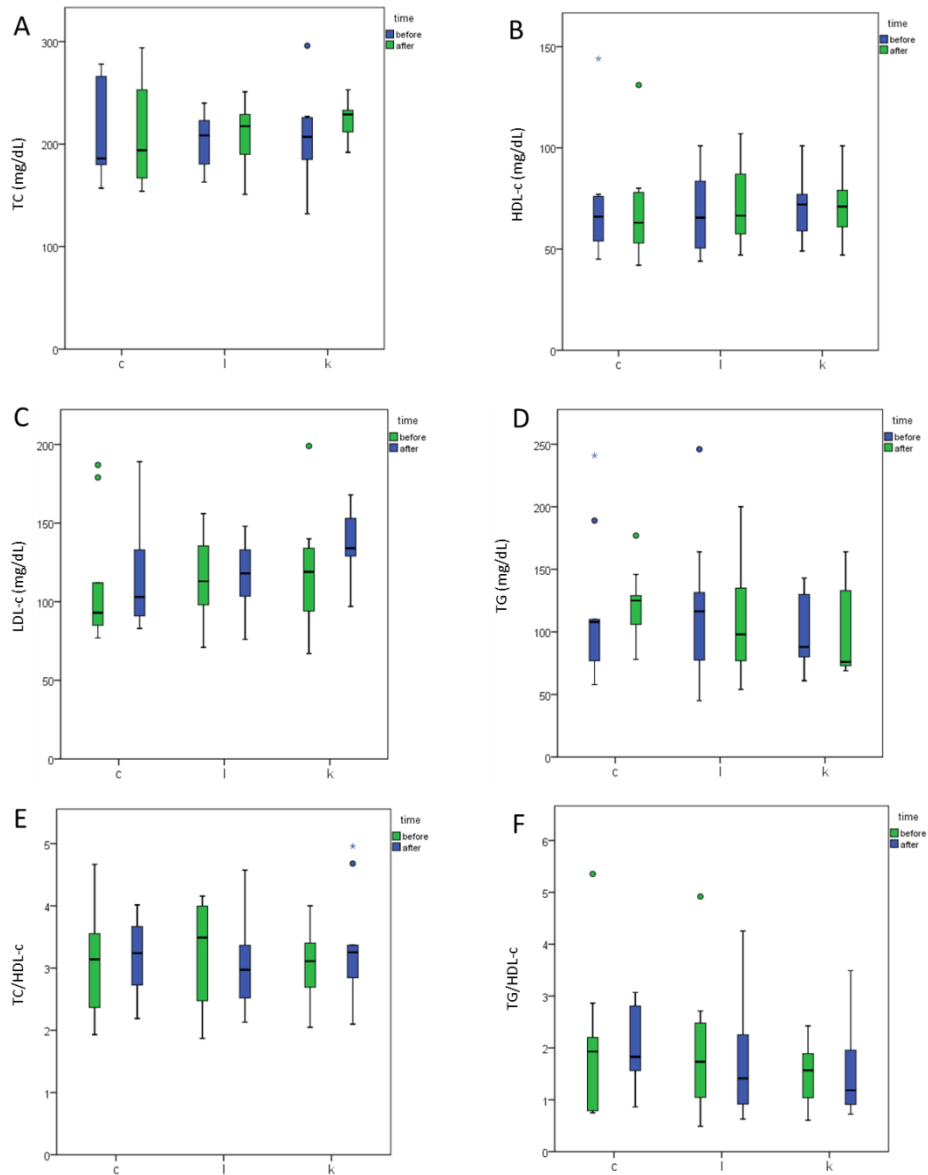 A
time
before
after
300
200
100
0
TC (mg/dL)
c
l
k
B
time
before
after
150
100
50
0
HDL-c (mg/dL)
c
l
k
C
time
before
after
200
150
100
50
0
LDL-c (mg/dL)
c
l
k
D
time
before
after
250
200
150
100
50
0
TG (mg/dL)
c
l
k
E
time
before
after
5
4
3
2
1
0
TC/HDL-c
c
l
k
F
time
before
after
6
5
4
3
2
1
0
TG/HDL-c
c
l
k